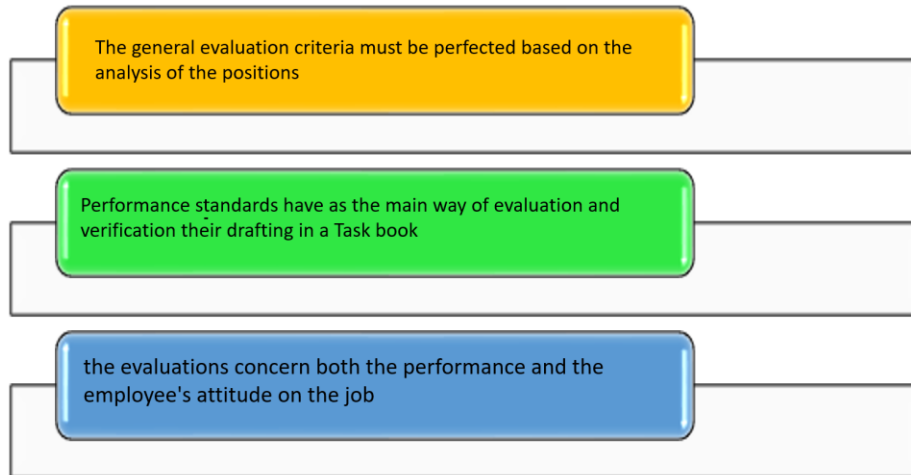 The general evaluation criteria must be perfected based on the
analysis of the positions
Performance standards have as the main way of evaluation and
verification their drafting in a Task book
the evaluations concern both the performance and the
employee's attitude on the job